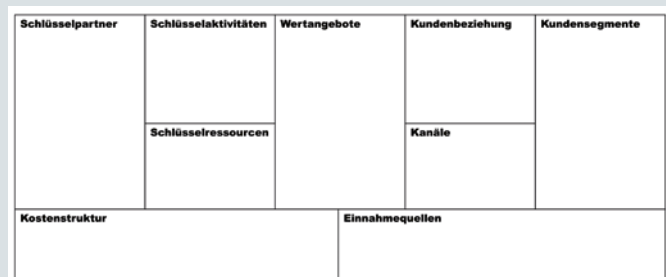 Schlüsselpartner
Schlüsselaktivitäten
Wertangebote
Kundenbeziehung
Kundensegmente
Schlüsselressourcen
Kanäle
Kostenstruktur
Einnahmequellen